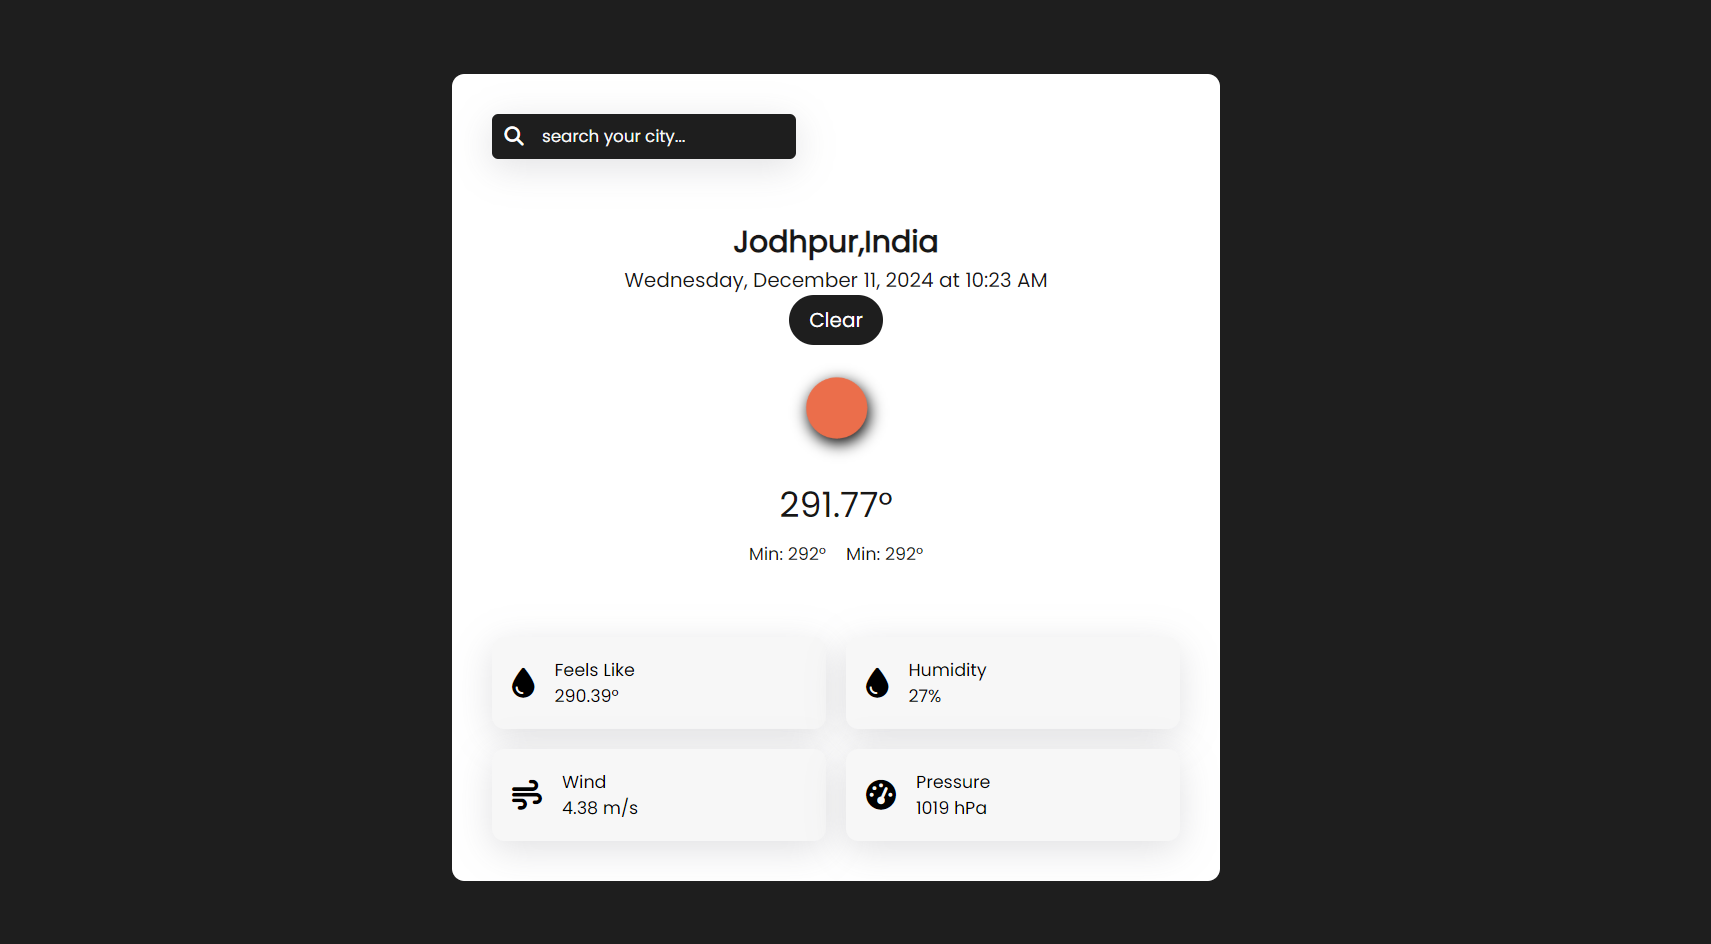 search your city...
Jodhpur,India
Wednesday, December 11, 2024 at 10:23 AM
Clear
291.77°
Min: 292° Min: 292°
Feels Like
290.39°
Humidity
27%
Wind
4.38 m/s
Pressure
1019 hPa